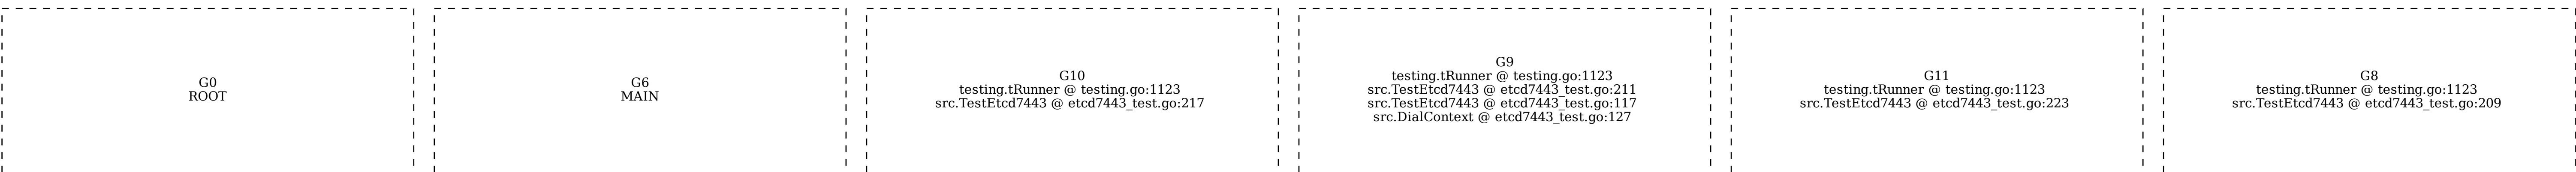 G0
ROOT
G6
MAIN
G10
testing.tRunner @ testing.go:1123
src.TestEtcd7443 @ etcd7443_test.go:217
G9
testing.tRunner @ testing.go:1123
src.TestEtcd7443 @ etcd7443_test.go:211
src.TestEtcd7443 @ etcd7443_test.go:117
src.DialContext @ etcd7443_test.go:127
G11
testing.tRunner @ testing.go:1123
src.TestEtcd7443 @ etcd7443_test.go:223
G8
testing.tRunner @ testing.go:1123
src.TestEtcd7443 @ etcd7443_test.go:209